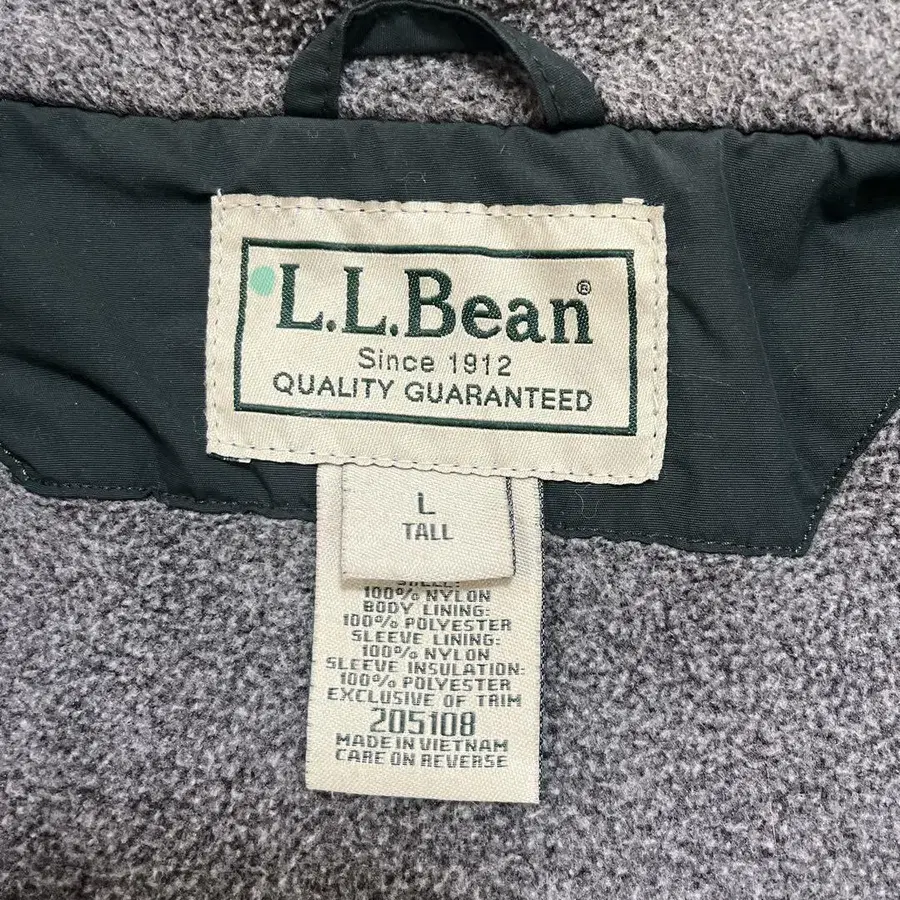 L.L.Bean®
Since 1912
QUALITY GUARANTEED
L
TALL
SHELL:
100% NYLON
BODY LINING:
100% POLYESTER
SLEEVE LINING:
100% NYLON
SLEEVE INSULATION:
100% POLYESTER
EXCLUSIVE OF TRIM
205108
MADE IN VIETNAM
CARE ON REVERSE